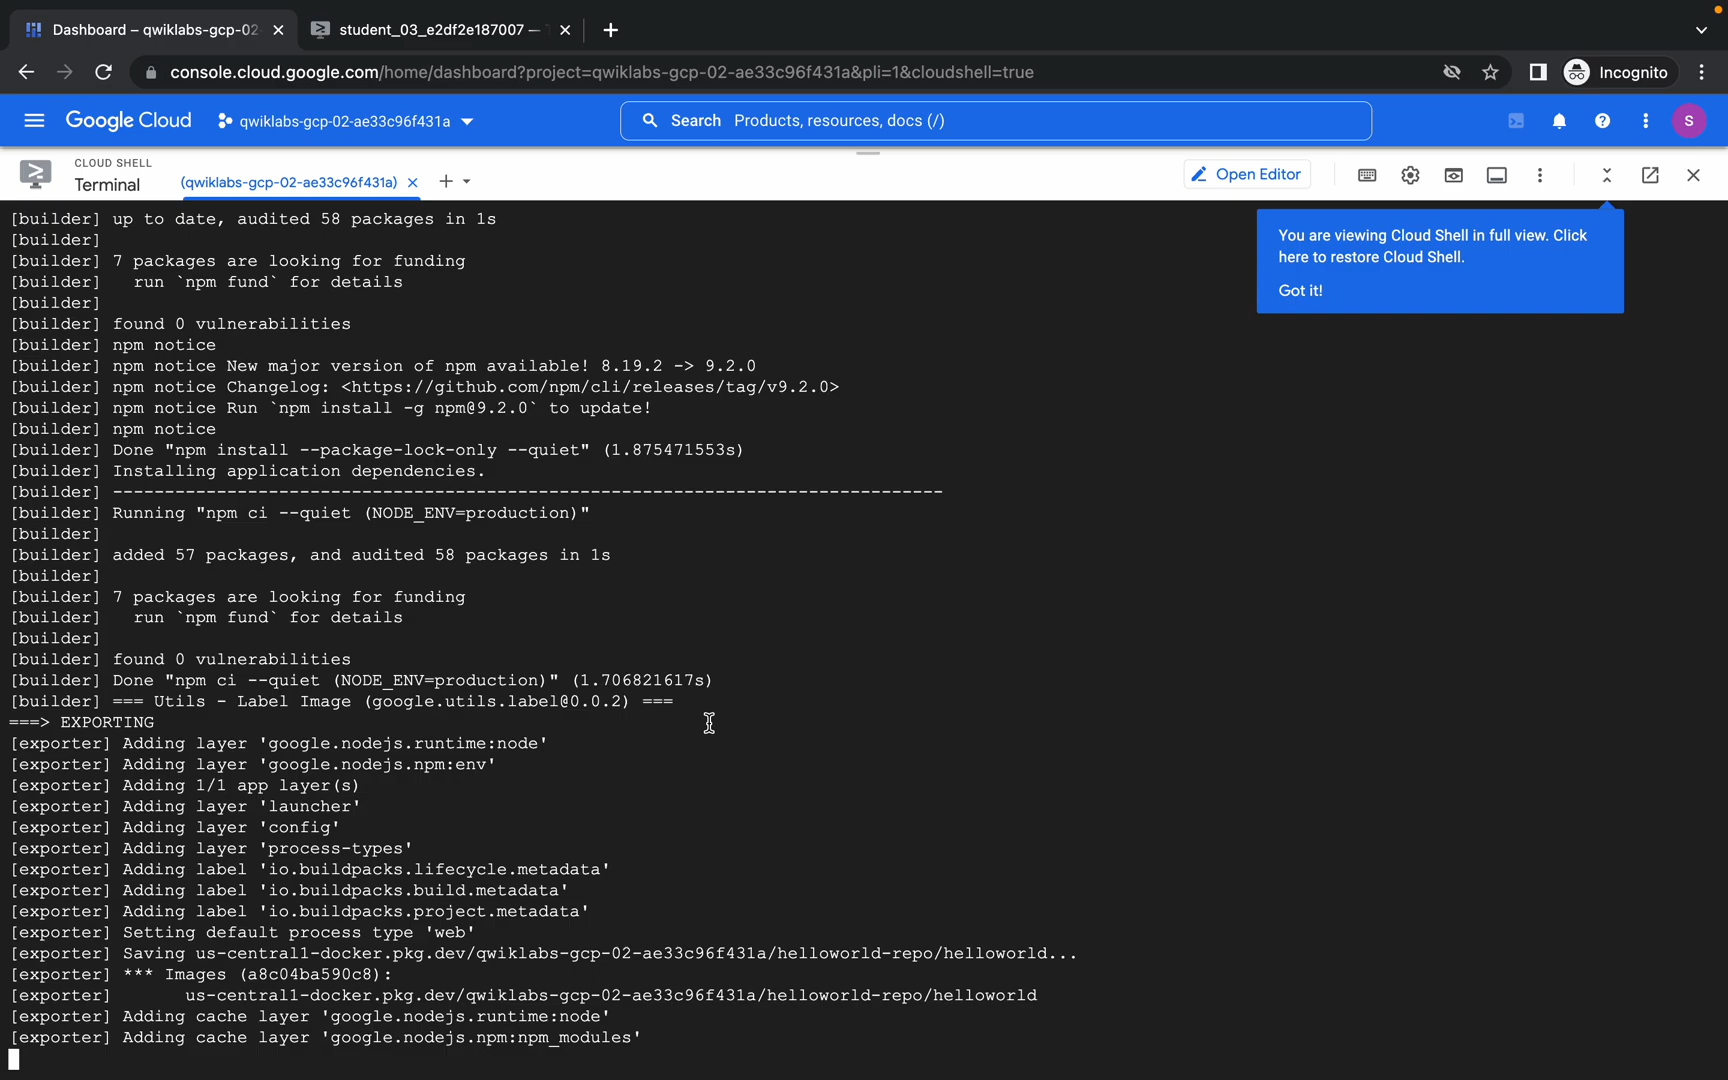 Dashboard – qwiklabs-gcp-02-
student_03_e2df2e187007 —
console.cloud.google.com/home/dashboard?project=qwiklabs-gcp-02-ae33c96f431a&pli=1&cloudshell=true
Incognito
Google Cloud
qwiklabs-gcp-02-ae33c96f431a
Search Products, resources, docs (/)
S
CLOUD SHELL
Terminal
(qwiklabs-gcp-02-ae33c96f431a)
Open Editor
You are viewing Cloud Shell in full view. Click
here to restore Cloud Shell.
Got it!
[builder] up to date, audited 58 packages in 1s
[builder]
[builder] 7 packages are looking for funding
[builder]   run `npm fund` for details
[builder]
[builder] found 0 vulnerabilities
[builder] npm notice
[builder] npm notice New major version of npm available! 8.19.2 -> 9.2.0
[builder] npm notice Changelog: <https://github.com/npm/cli/releases/tag/v9.2.0>
[builder] npm notice Run `npm install -g npm@9.2.0` to update!
[builder] npm notice
[builder] Done "npm install --package-lock-only --quiet" (1.875471553s)
[builder] Installing application dependencies.
[builder] --------------------------------------------------------------------------------
[builder] Running "npm ci --quiet (NODE_ENV=production)"
[builder]
[builder] added 57 packages, and audited 58 packages in 1s
[builder]
[builder] 7 packages are looking for funding
[builder]   run `npm fund` for details
[builder]
[builder] found 0 vulnerabilities
[builder] Done "npm ci --quiet (NODE_ENV=production)" (1.706821617s)
[builder] === Utils - Label Image (google.utils.label@0.0.2) ===
===> EXPORTING
[exporter] Adding layer 'google.nodejs.runtime:node'
[exporter] Adding layer 'google.nodejs.npm:env'
[exporter] Adding 1/1 app layer(s)
[exporter] Adding layer 'launcher'
[exporter] Adding layer 'config'
[exporter] Adding layer 'process-types'
[exporter] Adding label 'io.buildpacks.lifecycle.metadata'
[exporter] Adding label 'io.buildpacks.build.metadata'
[exporter] Adding label 'io.buildpacks.project.metadata'
[exporter] Setting default process type 'web'
[exporter] Saving us-central1-docker.pkg.dev/qwiklabs-gcp-02-ae33c96f431a/helloworld-repo/helloworld...
[exporter] *** Images (a8c04ba590c8):
[exporter]       us-central1-docker.pkg.dev/qwiklabs-gcp-02-ae33c96f431a/helloworld-repo/helloworld
[exporter] Adding cache layer 'google.nodejs.runtime:node'
[exporter] Adding cache layer 'google.nodejs.npm:npm_modules'